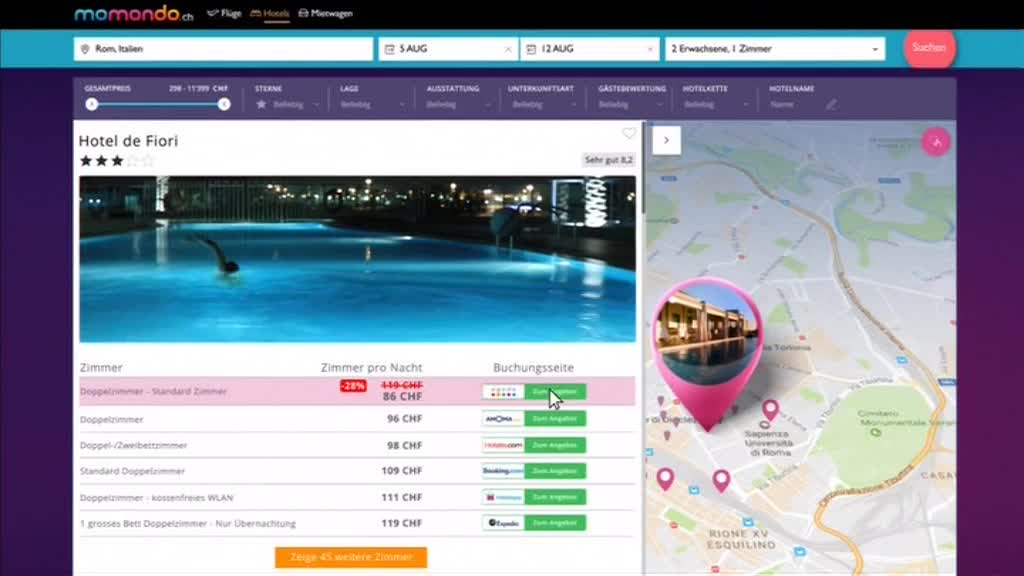 momondo.ch Flüge Hotels Mietwagen
Rom, Italien 5 AUG 12 AUG 2 Erwachsene, 1 Zimmer Suchen
GESAMTPREIS 298 - 11'399 CHF STERNE LAGE AUSSTATTUNG UNTERKUNFTSART GÄSTEBEWERTUNG HOTELKETTE HOTELNAME
Beliebig Beliebig Beliebig Beliebig Beliebig Beliebig Name
Hotel de Fiori
Sehr gut 8,2
Zimmer Zimmer pro Nacht Buchungsseite
-28% 119 CHF
Doppelzimmer - Standard Zimmer 86 CHF Zum Angebot
Doppelzimmer 96 CHF AMOMA Zum Angebot
Doppel-/Zweibettzimmer 98 CHF Hotels.com Zum Angebot
Standard Doppelzimmer 109 CHF Booking.com Zum Angebot
Doppelzimmer - kostenfreies WLAN 111 CHF Zum Angebot
1 grosses Bett Doppelzimmer - Nur Übernachtung 119 CHF Expedia Zum Angebot
Zeige 45 weitere Zimmer
Via Tiburtina
Cimitero
Monumentale
Sapienza
Università
di Roma
Circonvallazione Tiburtina
RIONE XV
ESQUILINO